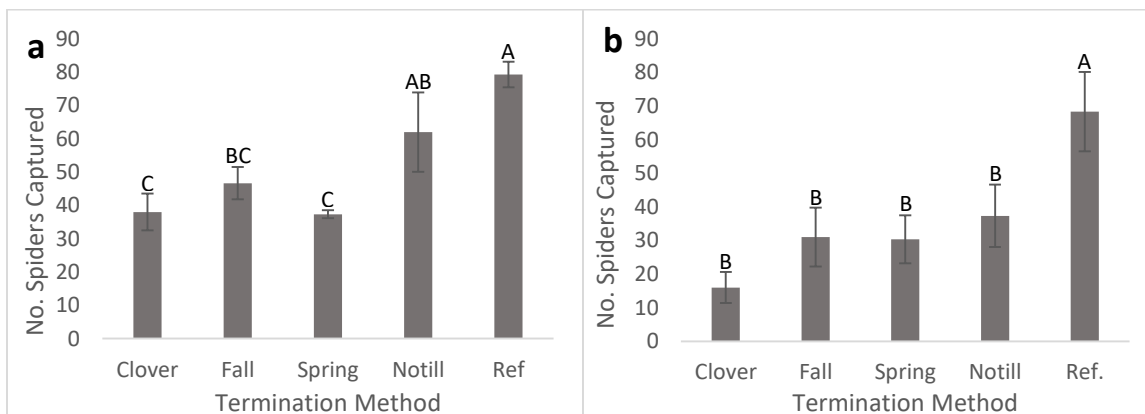 a
No. Spiders Captured
90
80
70
60
50
40
30
20
10
0
C
BC
C
AB
A
Clover Fall Spring Notill Ref
Termination Method
b
No. Spiders Captured
90
80
70
60
50
40
30
20
10
0
B
B
B
B
A
Clover Fall Spring Notill Ref.
Termination Method